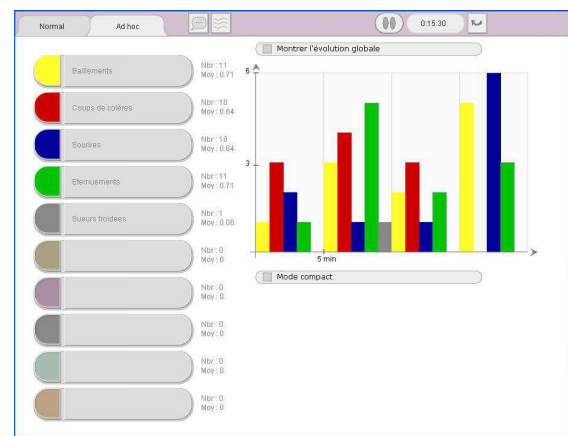 Normal
Ad hoc
0:15:30
Montrer l'évolution globale
Baillements
Nbr : 11
Moy : 0.71
Coups de colères
Nbr : 10
Moy : 0.64
Sourires
Nbr : 10
Moy : 0.64
Eternuements
Nbr : 11
Moy : 0.71
Sueurs froidees
Nbr : 1
Moy : 0.06
Nbr : 0
Moy : 0
Nbr : 0
Moy : 0
Nbr : 0
Moy : 0
Nbr : 0
Moy : 0
Nbr : 0
Moy : 0
6
3
5 min
Mode compact